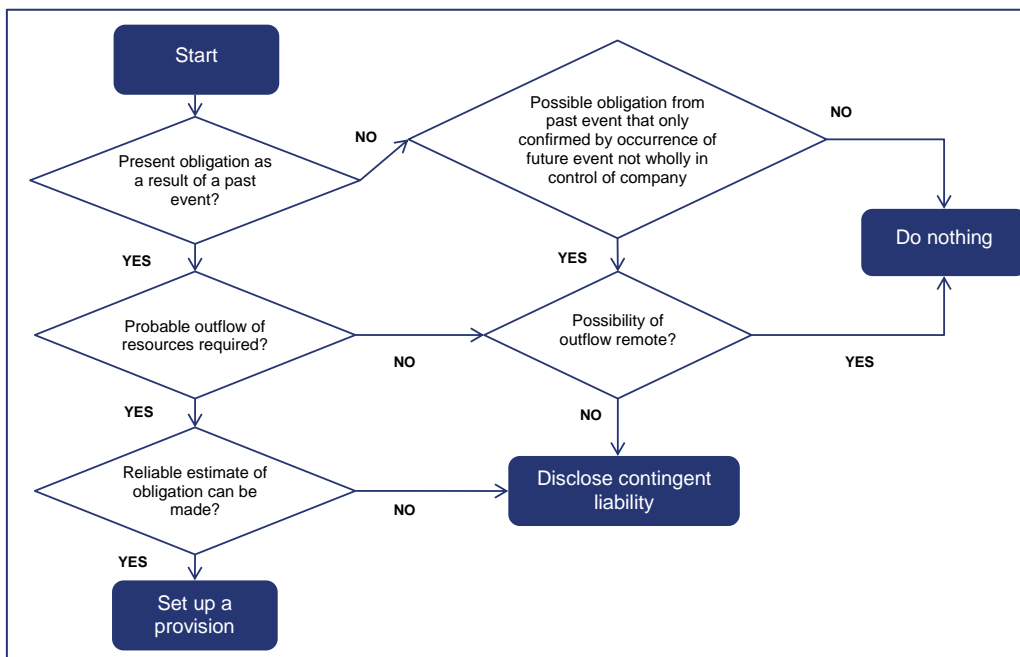 Start
Possible obligation from
past event that only
confirmed by occurrence of
future event not wholly in
control of company
NO
NO
Present obligation as
a result of a past
event?
Do nothing
YES
YES
Probable outflow of
resources required?
Possibility of
outflow remote?
NO
YES
YES
NO
Reliable estimate of
obligation can be
made?
Disclose contingent
liability
NO
YES
Set up a
provision